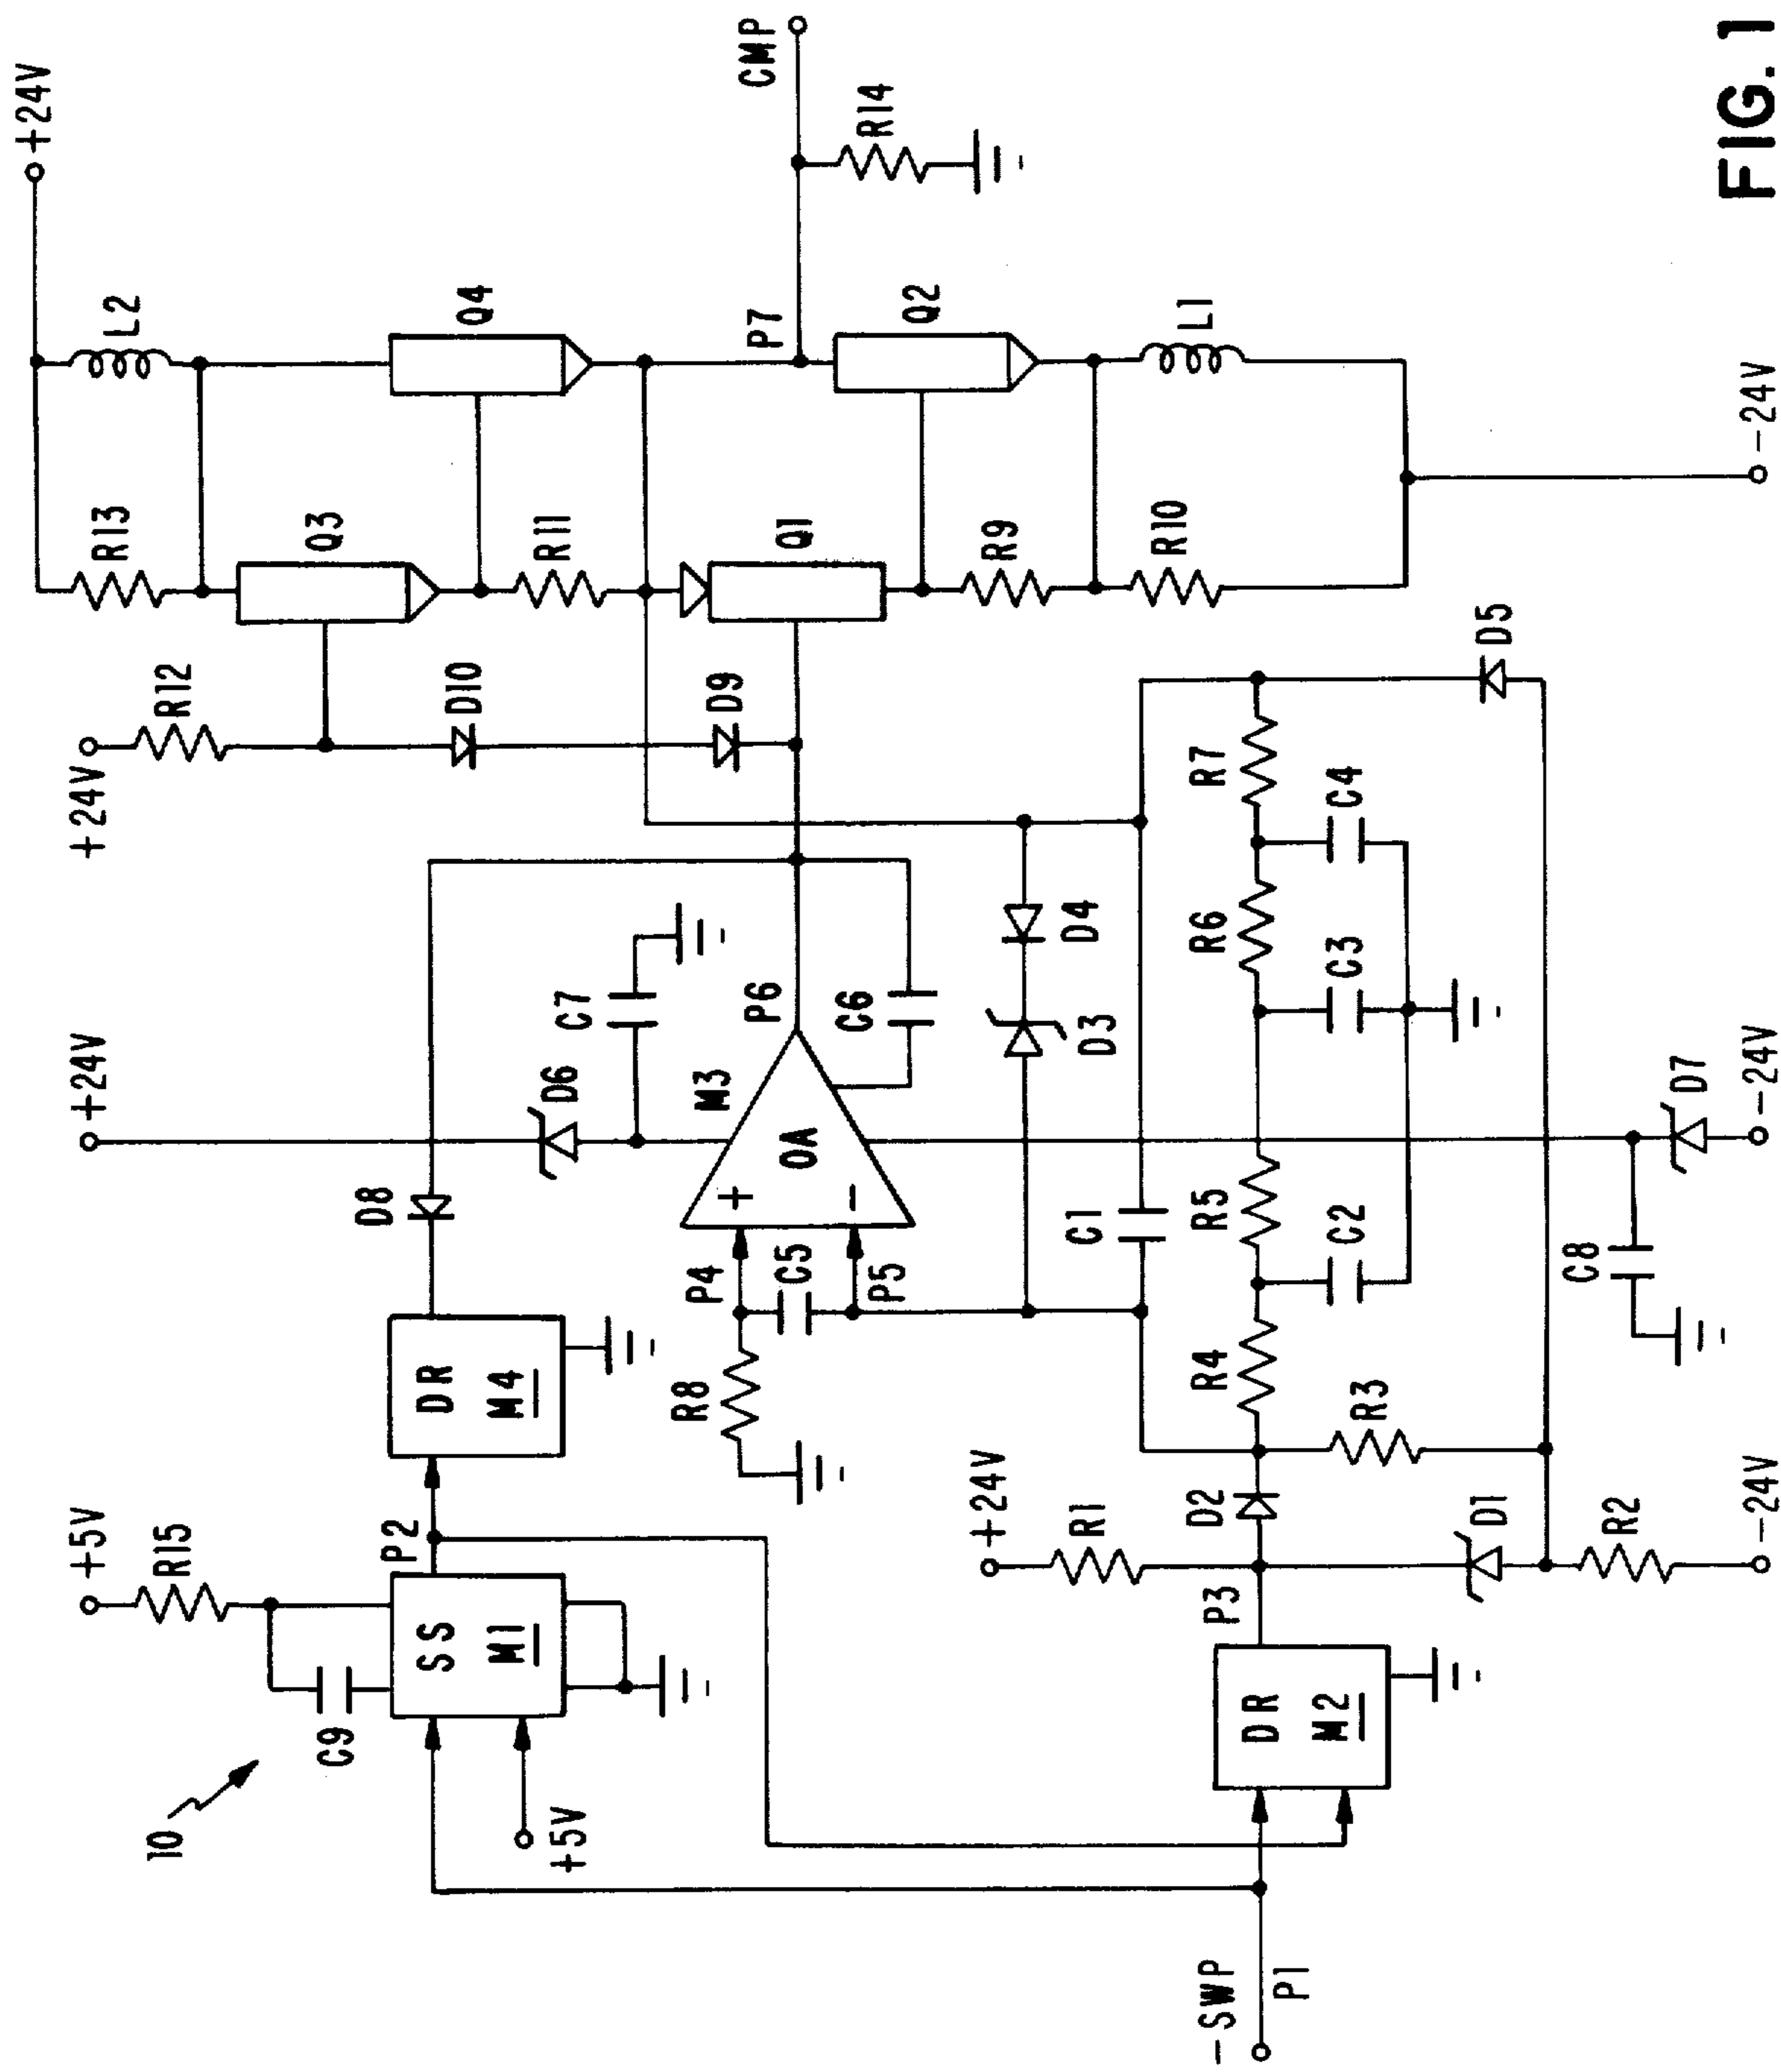 +24V
L2
R13
Q3
Q4
+24V
R12
D10
R11
P7
CMP
R14
D9
Q1
Q2
R9
R10
L1
-24V
+24V
D8
D6
C7
M3
OA
+
-
P6
C6
P4
P5
C5
R8
D3
D4
C1
+5V
R15
P2
C9
SS
M1
+5V
DR
M4
10
+24V
R1
D2
R4
R5
R6
R7
C2
C3
C4
R3
D5
P3
DR
M2
D1
R2
-24V
C8
D7
-24V
-SWP
P1
FIG. 1